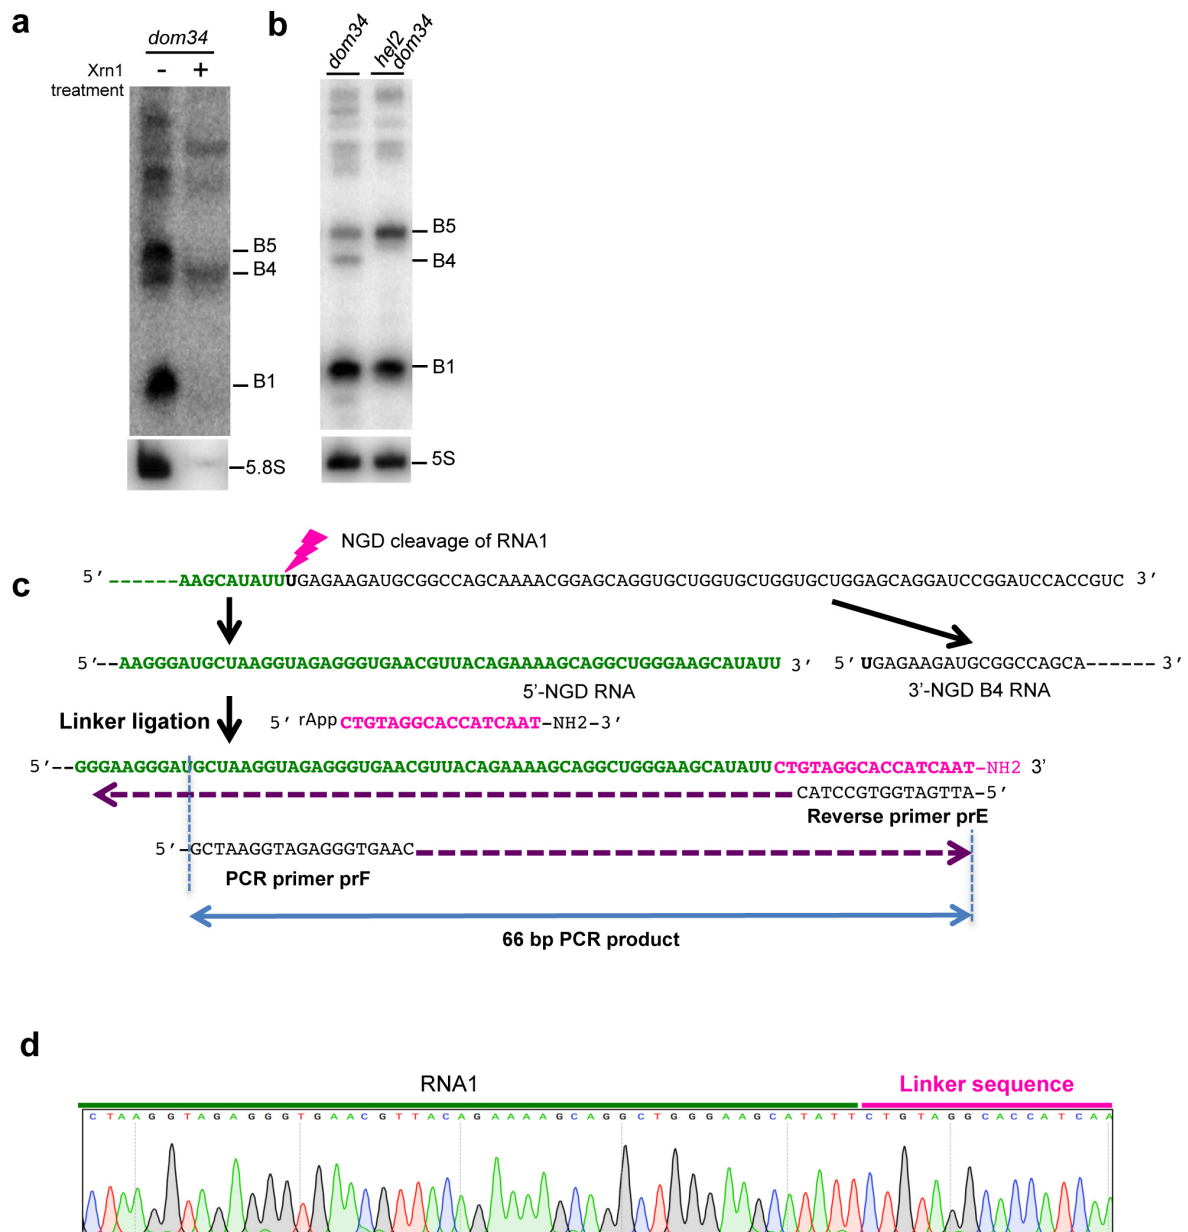 a
dom34
Xrn1
treatment
- +
B5
B4
B1
5.8S
b
dom34
hel2
dom34
B5
B4
B1
5S
c
NGD cleavage of RNA1
5’ ------AAGCAUAUUUGAGAAGAUGCGGCCAGCAAAACGGAGCAGGUGCUGGUGCUGGUGCUGGAGCAGGAUCCGGAUCCACCGUC 3’
5’--AAGGGAUGCUAAGGUAGAGGGUGAACGUUACAGAAAAGCAGGCUGGGAAGCAUAUU 3’
5’UGAGAAGAUGCGGCCAGCA------3’
5’-NGD RNA
3’-NGD B4 RNA
Linker ligation
5’ rAppCTGTAGGCACCATCAAT-NH2-3’
5’--GGGAAGGGAUGCUAAGGUAGAGGGUGAACGUUACAGAAAAGCAGGCUGGGAAGCAUAUUCTGTAGGCACCATCAAT-NH2 3’
CATCCGTGGTAGTTA-5’
Reverse primer prE
5’-GCTAAGGTAGAGGGTGAAC
PCR primer prF
66 bp PCR product
d
RNA1
Linker sequence
C T A A G G T A G A G G G T G A A C G T T A C A G A A A A G C A G G C T G G G A A G C A T A T T C T G T A G G C A C C A T C A A